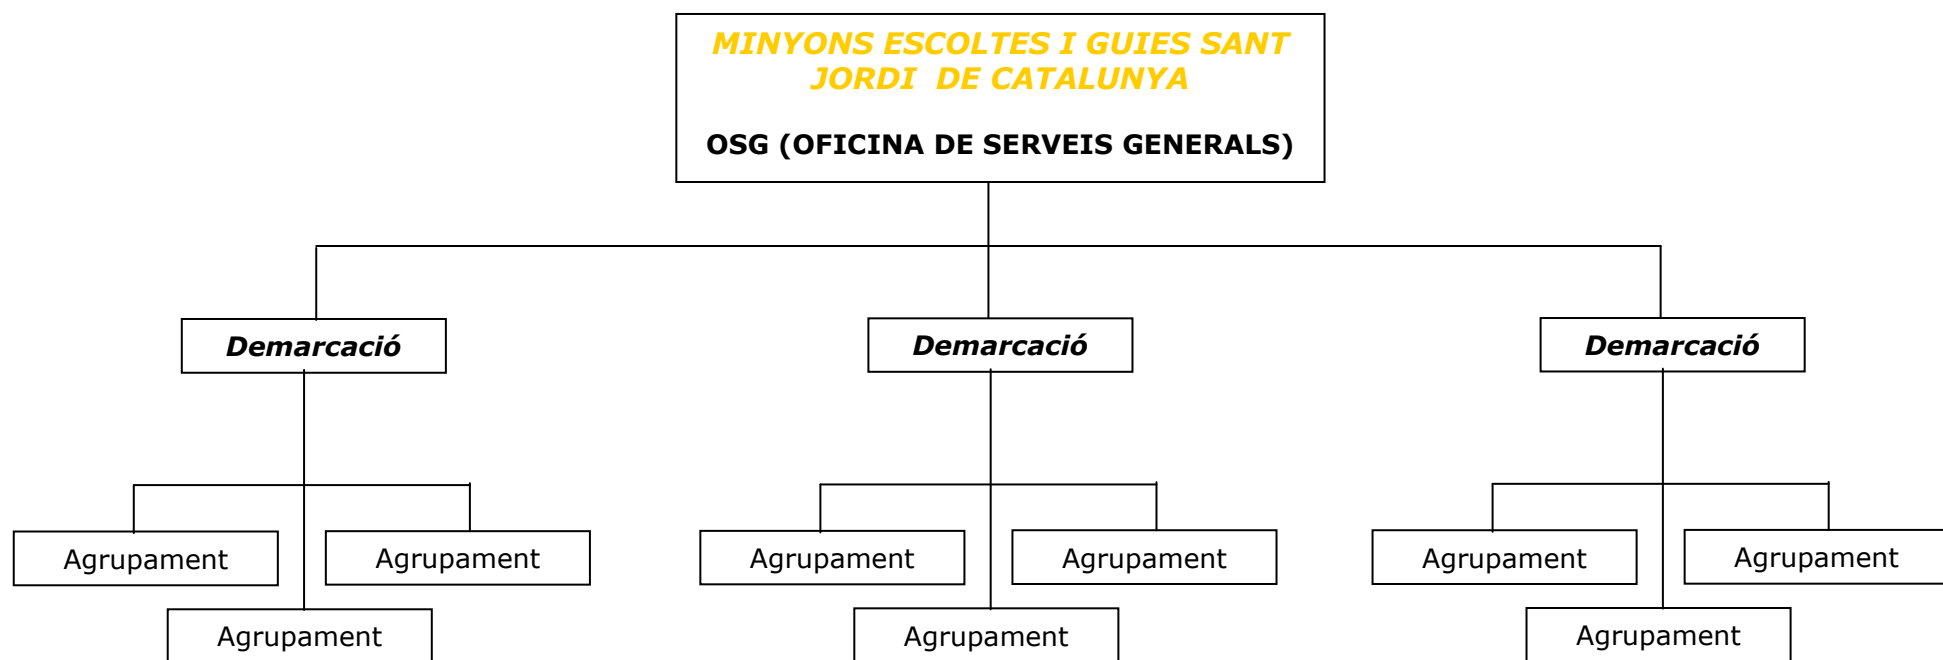 MINYONS ESCOLTES I GUIES SANT
JORDI DE CATALUNYA
OSG (OFICINA DE SERVEIS GENERALS)
Demarcació
Demarcació
Demarcació
Agrupament
Agrupament
Agrupament
Agrupament
Agrupament
Agrupament
Agrupament
Agrupament
Agrupament